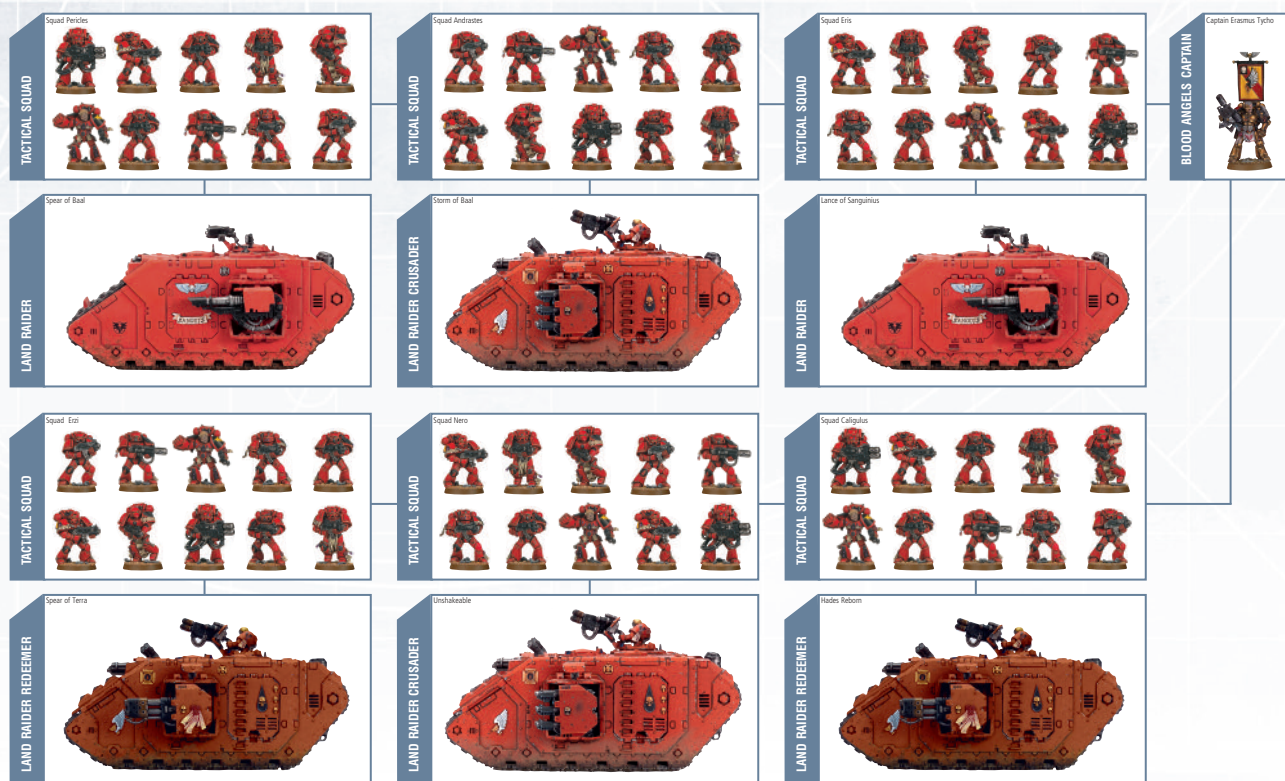 Squad Pericles
TACTICAL SQUAD
Squad Andrastes
TACTICAL SQUAD
Squad Eris
TACTICAL SQUAD
Captain Erasmus Tycho
BLOOD ANGELS CAPTAIN
Spear of Baal
LAND RAIDER
Storm of Baal
LAND RAIDER CRUSADER
Lance of Sanguinius
LAND RAIDER
Squad Erzi
TACTICAL SQUAD
Squad Nero
TACTICAL SQUAD
Squad Caligulus
TACTICAL SQUAD
Spear of Terra
LAND RAIDER REDEEMER
Unshakeable
LAND RAIDER CRUSADER
Hades Reborn
LAND RAIDER REDEEMER